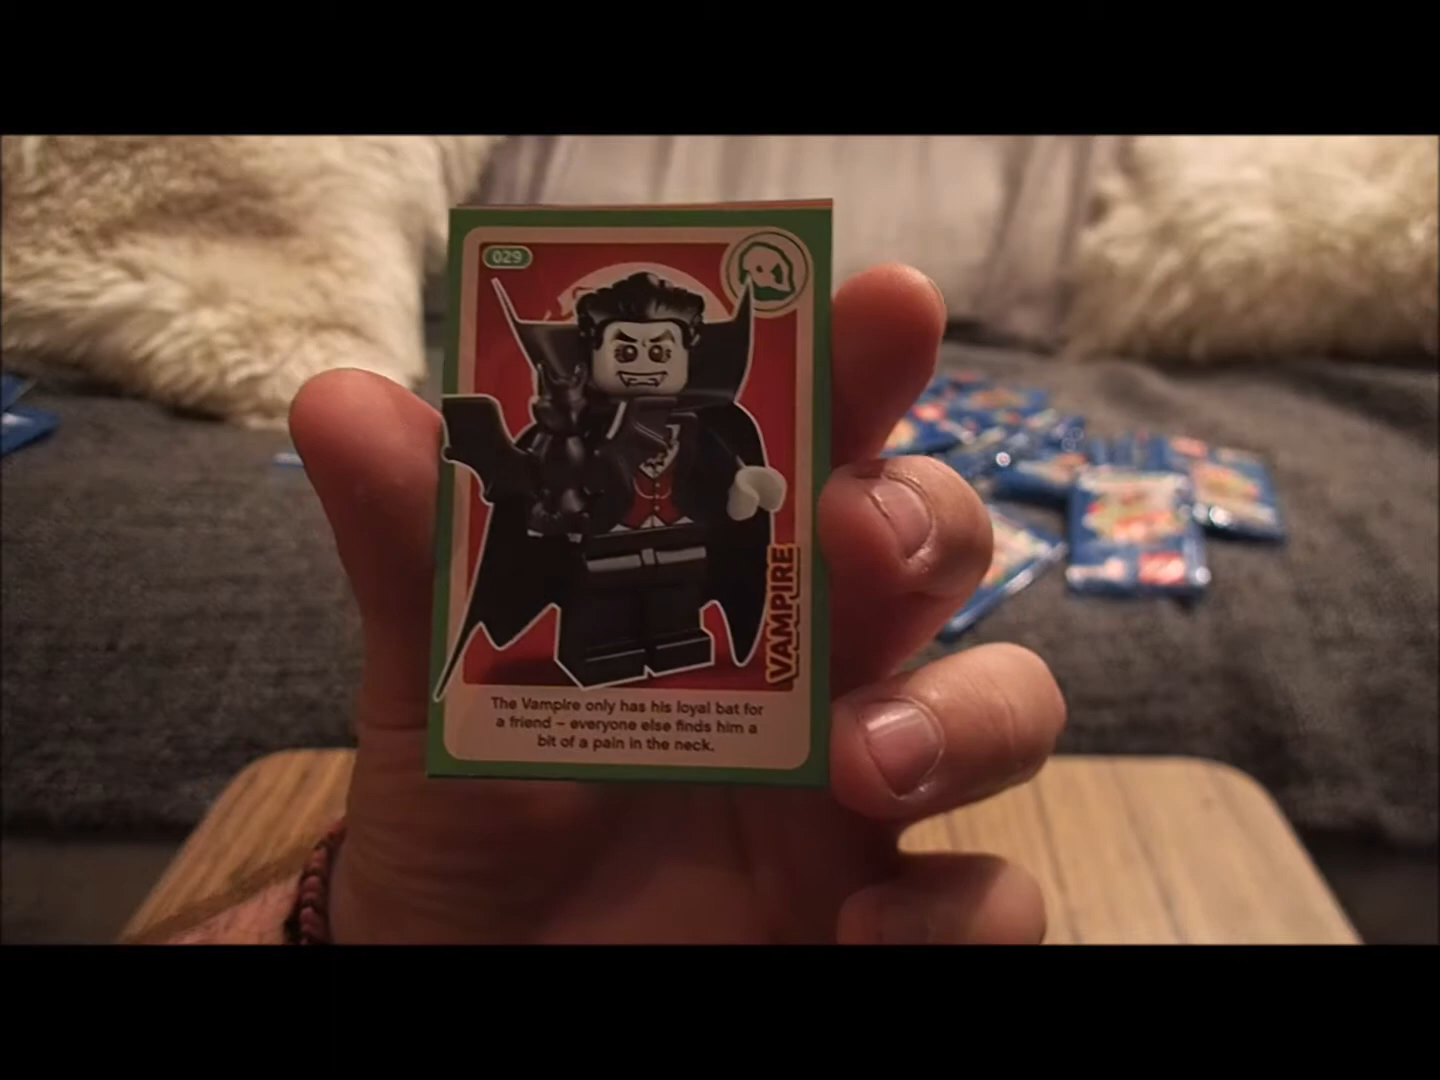 029
VAMPIRE
The Vampire only has his loyal bat for
a friend – everyone else finds him a
bit of a pain in the neck.